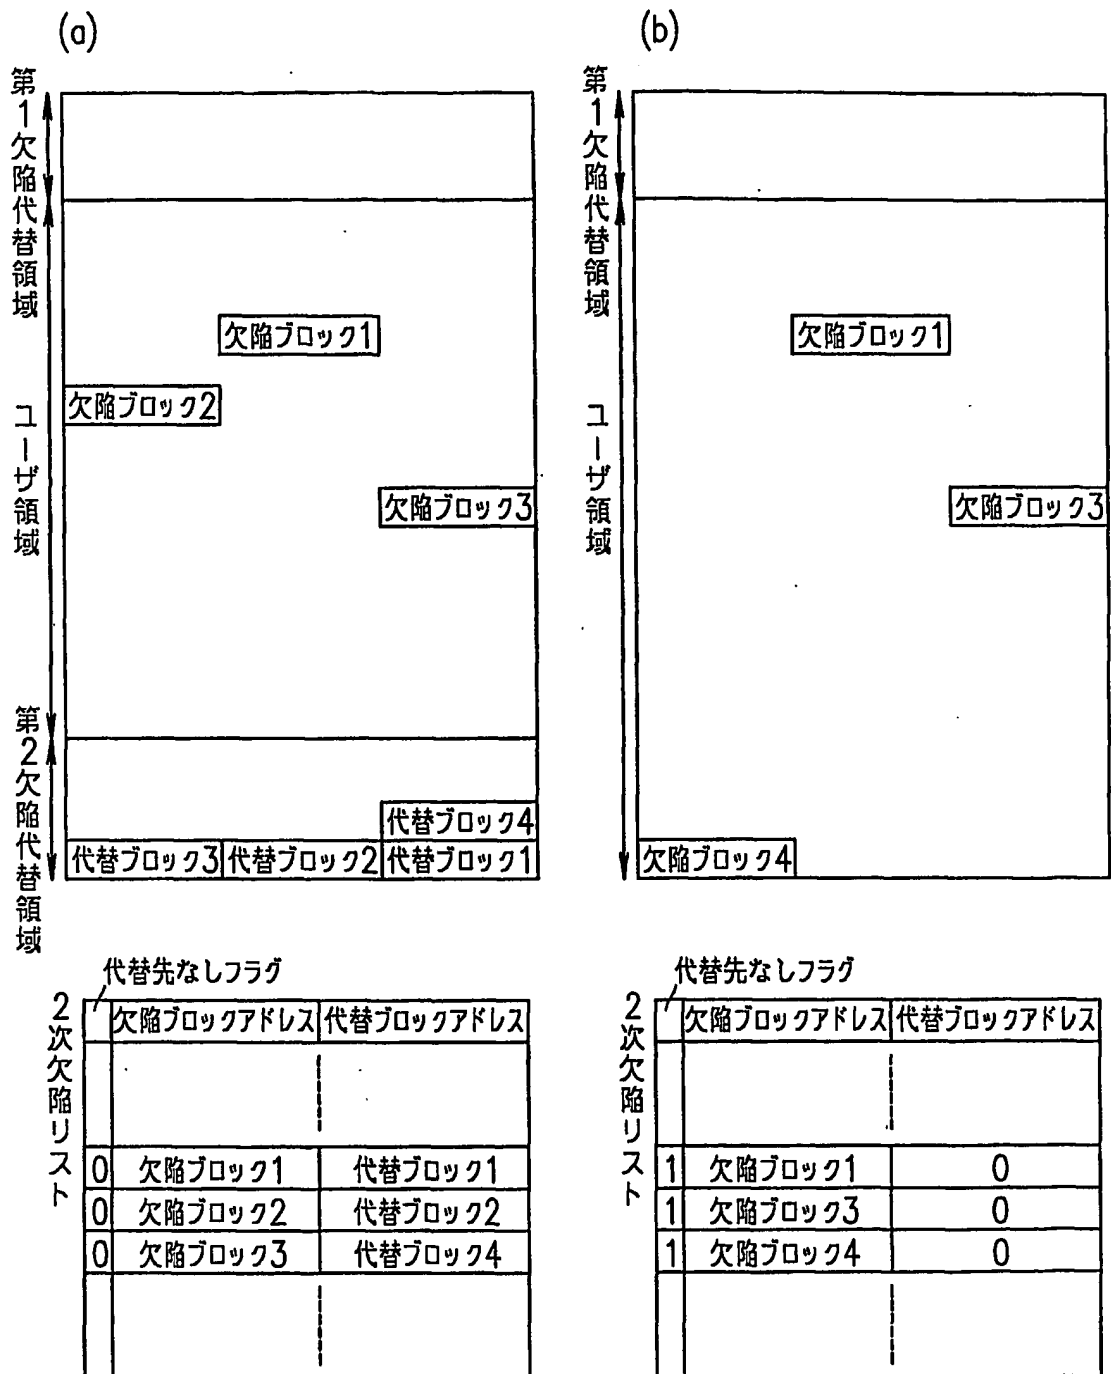 (a)
第1欠陥代替領域
欠陥ブロック1
欠陥ブロック2
ユーザ領域
欠陥ブロック3
第2欠陥代替領域
代替ブロック4
代替ブロック3 代替ブロック2 代替ブロック1
代替先なしフラグ
2次欠陥リスト
欠陥ブロックアドレス 代替ブロックアドレス
0 欠陥ブロック1 代替ブロック1
0 欠陥ブロック2 代替ブロック2
0 欠陥ブロック3 代替ブロック4
(b)
第1欠陥代替領域
欠陥ブロック1
ユーザ領域
欠陥ブロック3
欠陥ブロック4
代替先なしフラグ
2次欠陥リスト
欠陥ブロックアドレス 代替ブロックアドレス
1 欠陥ブロック1 0
1 欠陥ブロック3 0
1 欠陥ブロック4 0